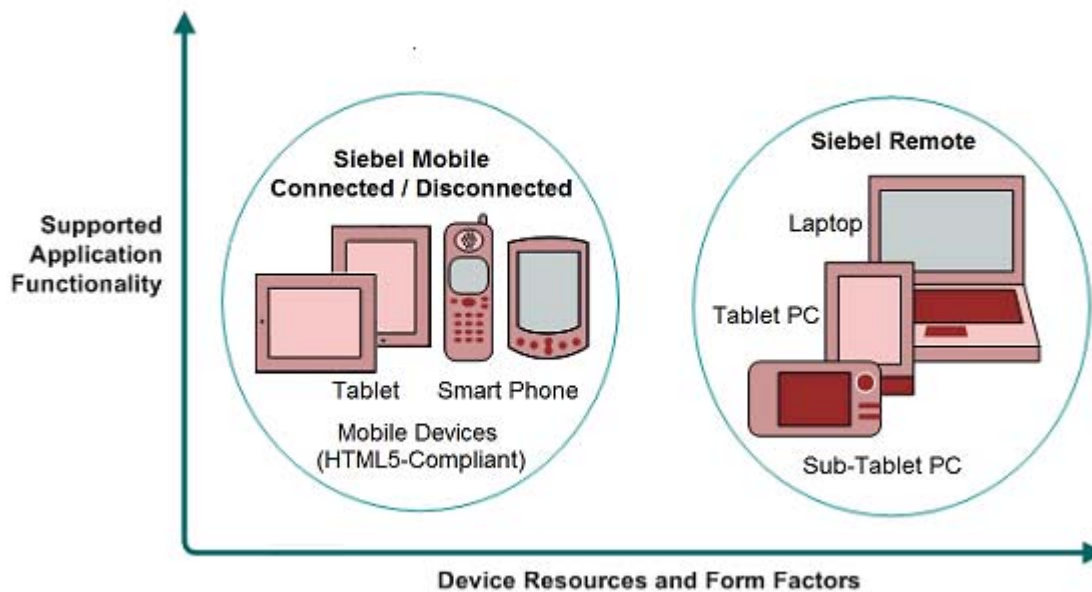 Supported
Application
Functionality
Siebel Mobile
Connected / Disconnected
Tablet
Smart Phone
Mobile Devices
(HTML5-Compliant)
Siebel Remote
Laptop
Tablet PC
Sub-Tablet PC
Device Resources and Form Factors